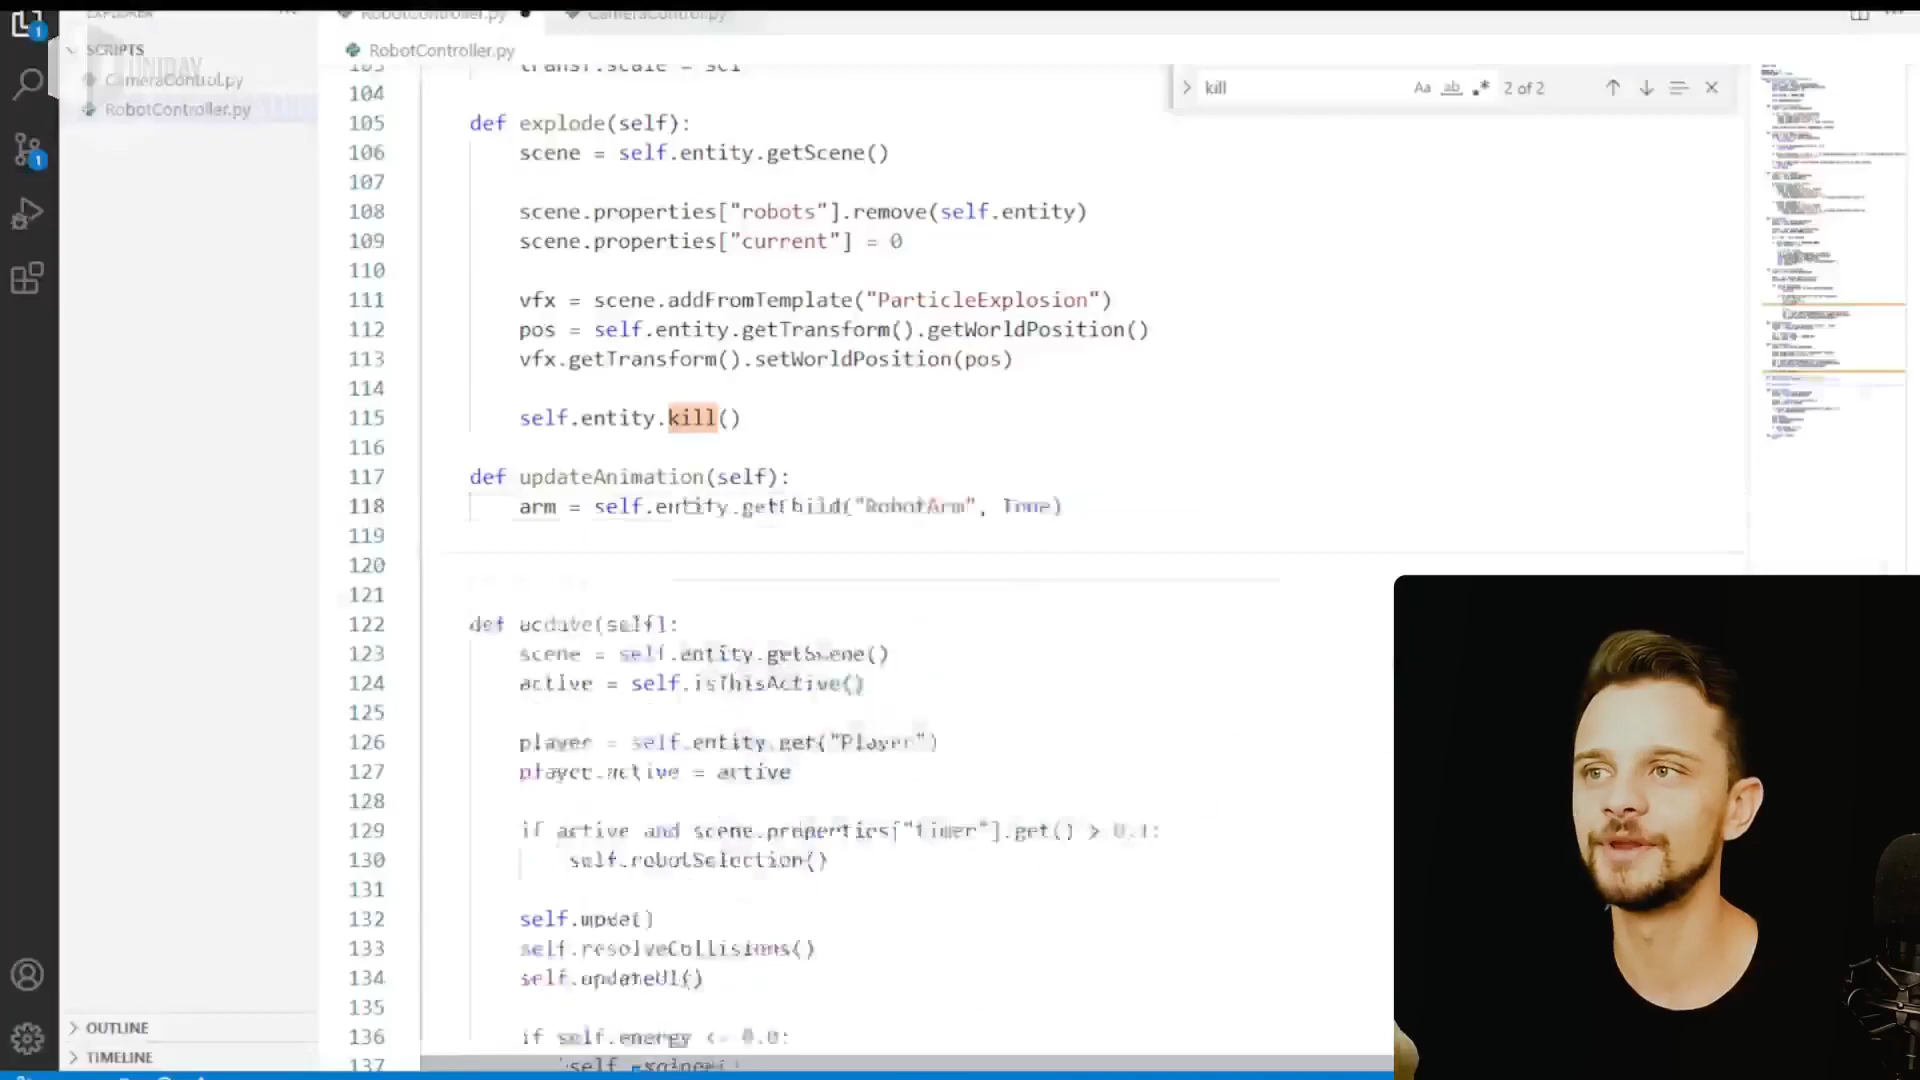 RobotController.py
CameraControl.py
SCRIPTS
CameraControl.py
RobotController.py
RobotController.py
kill
Aa ab .* 2 of 2
1
1
transf.scale = scl
104
105 def explode(self):
106 scene = self.entity.getScene()
107
108 scene.properties["robots"].remove(self.entity)
109 scene.properties["current"] = 0
110
111 vfx = scene.addFromTemplate("ParticleExplosion")
112 pos = self.entity.getTransform().getWorldPosition()
113 vfx.getTransform().setWorldPosition(pos)
114
115 self.entity.kill()
116
117 def updateAnimation(self):
118 arm = self.entity.getChild("RobotArm", True)
119
120
121
122 def (self):
123 scene = self.entity.getScene()
124 active = self.isThisActive()
125
126 player = self.entity.get("Player")
127 player.active = active
128
129 if active and scene.properties["timer"].get() > 0.1:
130 self.robotSelection()
131
132 self.
133 self.resolveCollisions()
134 self.updateUI()
135
136 if self.energy <= 0.0:
137
OUTLINE
TIMELINE